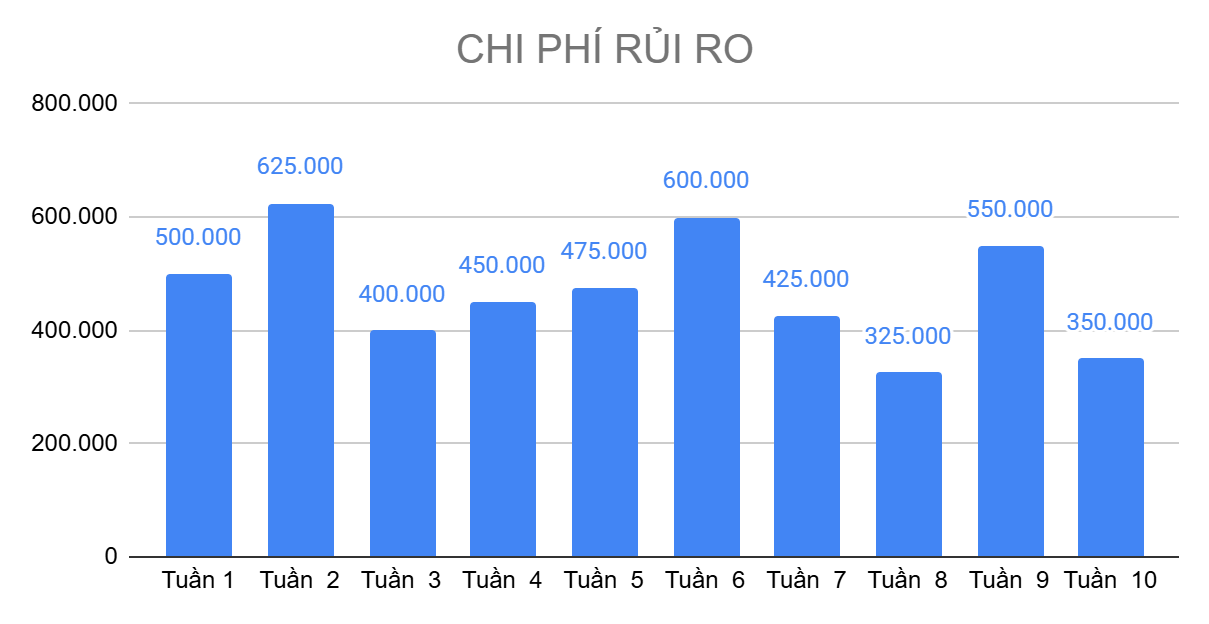 CHI PHÍ RỦI RO
800.000
600.000
400.000
200.000
0
500.000
625.000
400.000
450.000
475.000
600.000
425.000
325.000
550.000
350.000
Tuần 1
Tuần 2
Tuần 3
Tuần 4
Tuần 5
Tuần 6
Tuần 7
Tuần 8
Tuần 9
Tuần 10